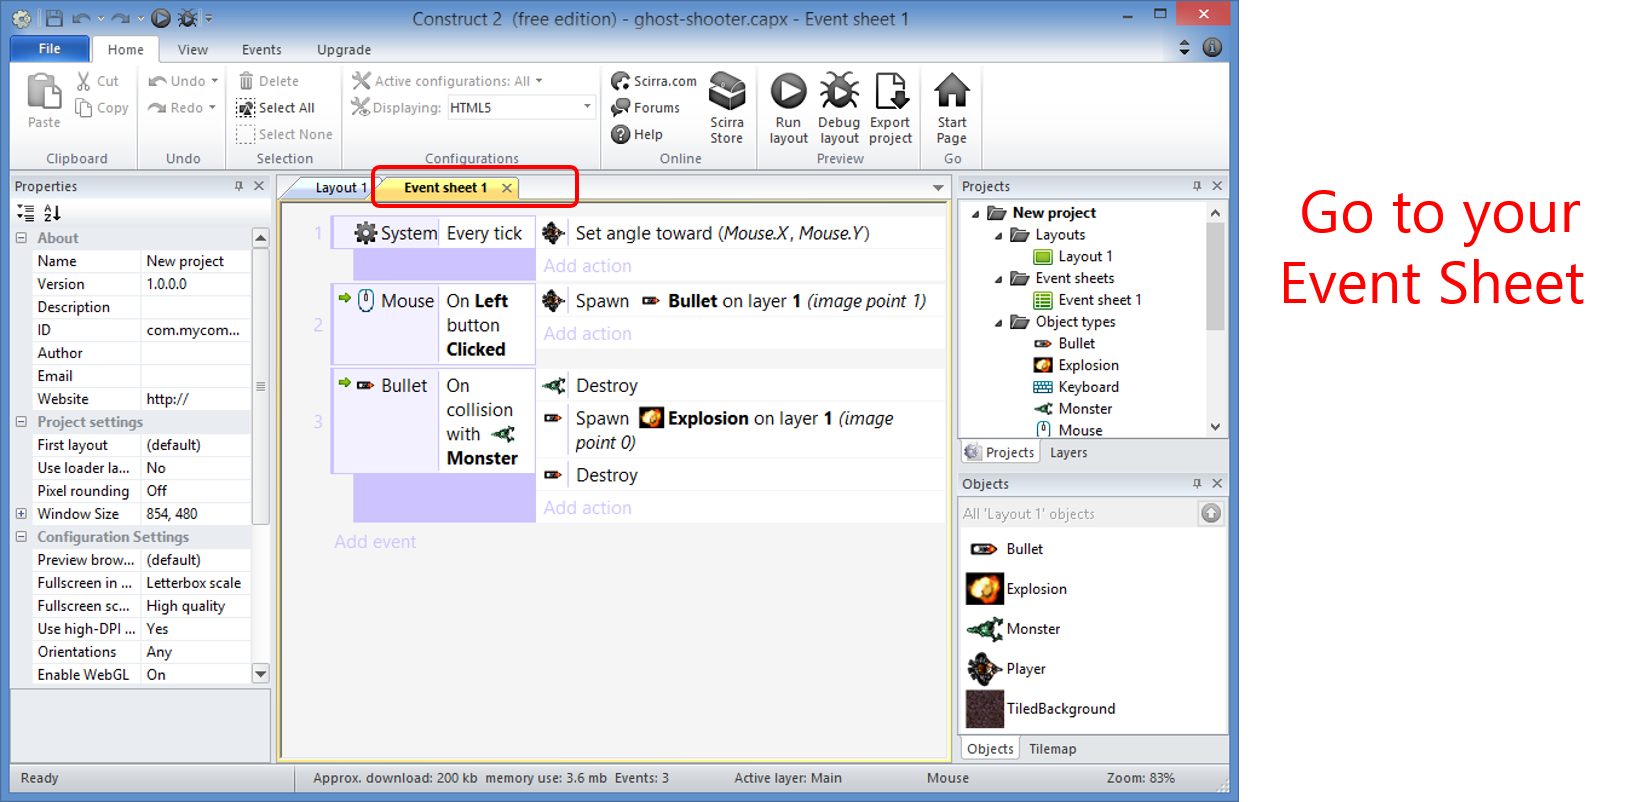 Construct 2 (free edition) - ghost-shooter.capx - Event sheet 1
File Home View Events Upgrade
Paste
Cut
Copy
Clipboard
Undo
Redo
Undo
Delete
Select All
Select None
Selection
Active configurations: All
Displaying: HTML5
Configurations
Scirra.com
Forums
Help
Scirra
Store
Online
Run
layout
Debug
layout
Export
project
Preview
Start
Page
Go
Properties
About
Name New project
Version 1.0.0.0
Description
ID com.mycom...
Author
Email
Website http://
Project settings
First layout (default)
Use loader la... No
Pixel rounding Off
Window Size 854, 480
Configuration Settings
Preview brow... (default)
Fullscreen in ... Letterbox scale
Fullscreen sc... High quality
Use high-DPI ... Yes
Orientations Any
Enable WebGL On
Layout 1 Event sheet 1
1 System Every tick Set angle toward (Mouse.X, Mouse.Y)
Add action
2 Mouse On Left
button
Clicked
Spawn Bullet on layer 1 (image point 1)
Add action
3 Bullet On
collision
with
Monster
Destroy
Spawn Explosion on layer 1 (image
point 0)
Destroy
Add action
Add event
Projects
New project
Layouts
Layout 1
Event sheets
Event sheet 1
Object types
Bullet
Explosion
Keyboard
Monster
Mouse
Projects Layers
Objects
All 'Layout 1' objects
Bullet
Explosion
Monster
Player
TiledBackground
Objects Tilemap
Ready Approx. download: 200 kb memory use: 3.6 mb Events: 3 Active layer: Main Mouse Zoom: 83%
Go to your
Event Sheet